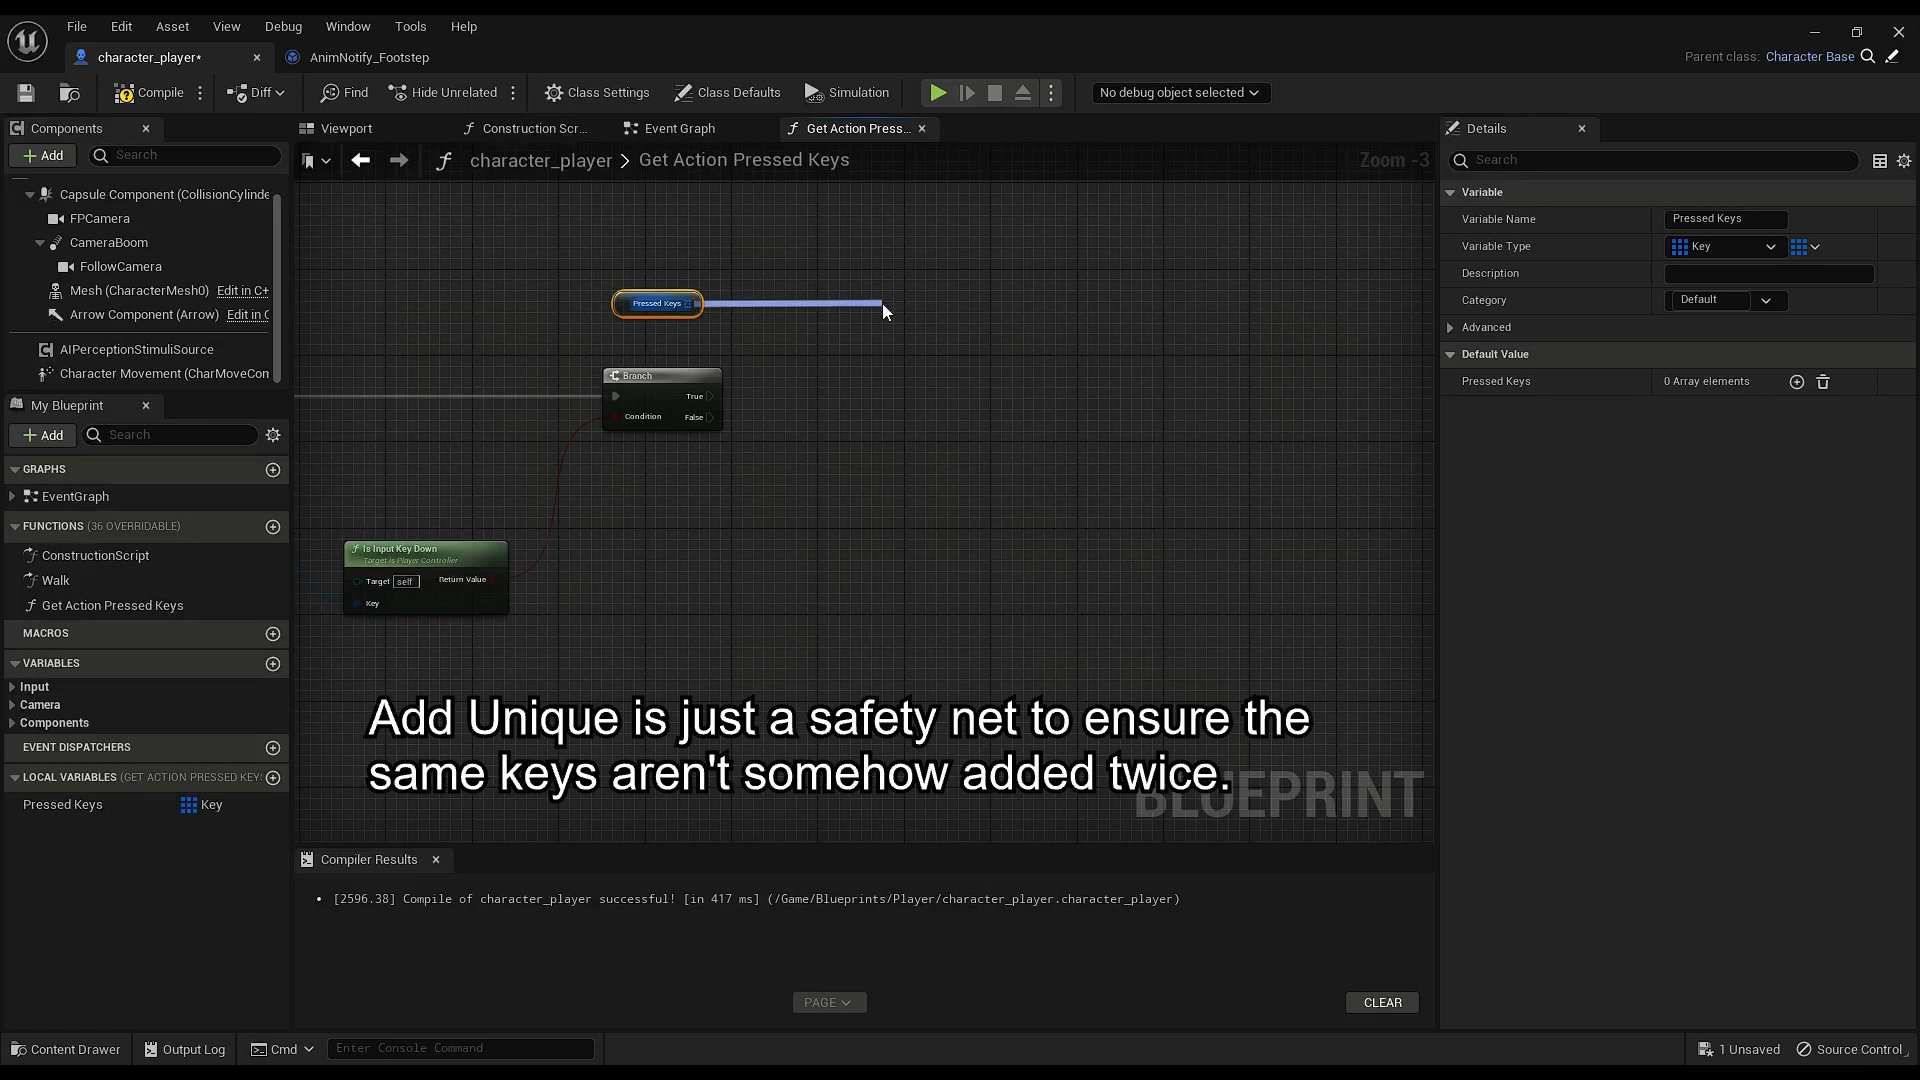 File Edit Asset View Debug Window Tools Help
character_player* AnimNotify_Footstep
Parent class: Character Base
Compile Diff Find Hide Unrelated Class Settings Class Defaults Simulation No debug object selected
Components
Add Search
Capsule Component (CollisionCylinde
FPCamera
CameraBoom
FollowCamera
Mesh (CharacterMesh0) Edit in C+
Arrow Component (Arrow) Edit in C
AIPerceptionStimuliSource
Character Movement (CharMoveCon
My Blueprint
Add Search
GRAPHS
EventGraph
FUNCTIONS (36 OVERRIDABLE)
ConstructionScript
Walk
Get Action Pressed Keys
MACROS
VARIABLES
Input
Camera
Components
EVENT DISPATCHERS
LOCAL VARIABLES (GET ACTION PRESSED KEYS
Pressed Keys Key
Viewport Construction Scr... Event Graph Get Action Press...
character_player > Get Action Pressed Keys
Zoom -3
Pressed Keys
Branch
True
Condition False
Is Input Key Down
Target is Player Controller
Target self Return Value
Key
Add Unique is just a safety net to ensure the
same keys aren't somehow added twice.
BLUEPRINT
Compiler Results
[2596.38] Compile of character_player successful! [in 417 ms] (/Game/Blueprints/Player/character_player.character_player)
PAGE
CLEAR
Details
Search
Variable
Variable Name Pressed Keys
Variable Type Key
Description
Category Default
Advanced
Default Value
Pressed Keys 0 Array elements
Content Drawer Output Log Cmd Enter Console Command
1 Unsaved Source Control